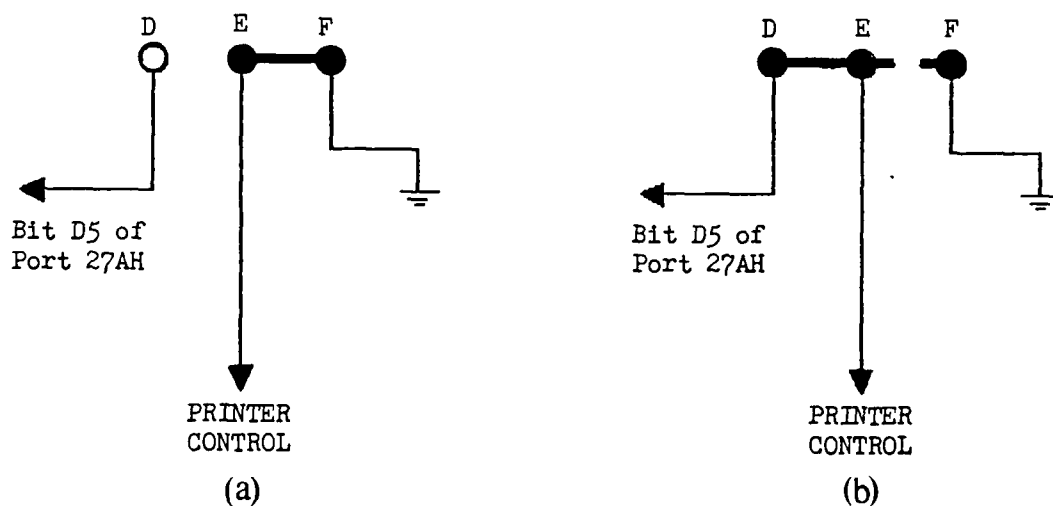 D E F
Bit D5 of
Port 27AH
PRINTER
CONTROL
(a)
D E F
Bit D5 of
Port 27AH
PRINTER
CONTROL
(b)